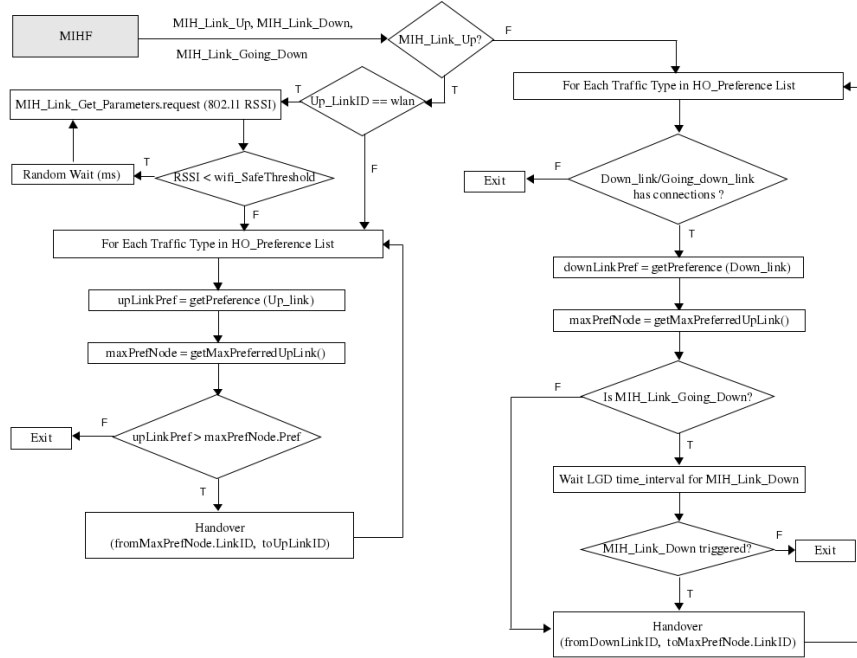 MIHF
MIH_Link_Up, MIH_Link_Down,
MIH_Link_Going_Down
MIH_Link_Up?
F
T
Up_LinkID == wlan
T
F
MIH_Link_Get_Parameters.request (802.11 RSSI)
RSSI < wifi_SafeThreshold
T
F
Random Wait (ms)
For Each Traffic Type in HO_Preference List
upLinkPref = getPreference (Up_link)
maxPrefNode = getMaxPreferredUpLink()
upLinkPref > maxPrefNode.Pref
F
Exit
T
Handover
(fromMaxPrefNode.LinkID, toUpLinkID)
For Each Traffic Type in HO_Preference List
Down_link/Going_down_link
has connections ?
F
Exit
T
downLinkPref = getPreference (Down_link)
maxPrefNode = getMaxPreferredUpLink()
Is MIH_Link_Going_Down?
F
T
Wait LGD time_interval for MIH_Link_Down
MIH_Link_Down triggered?
F
Exit
T
Handover
(fromDownLinkID, toMaxPrefNode.LinkID)